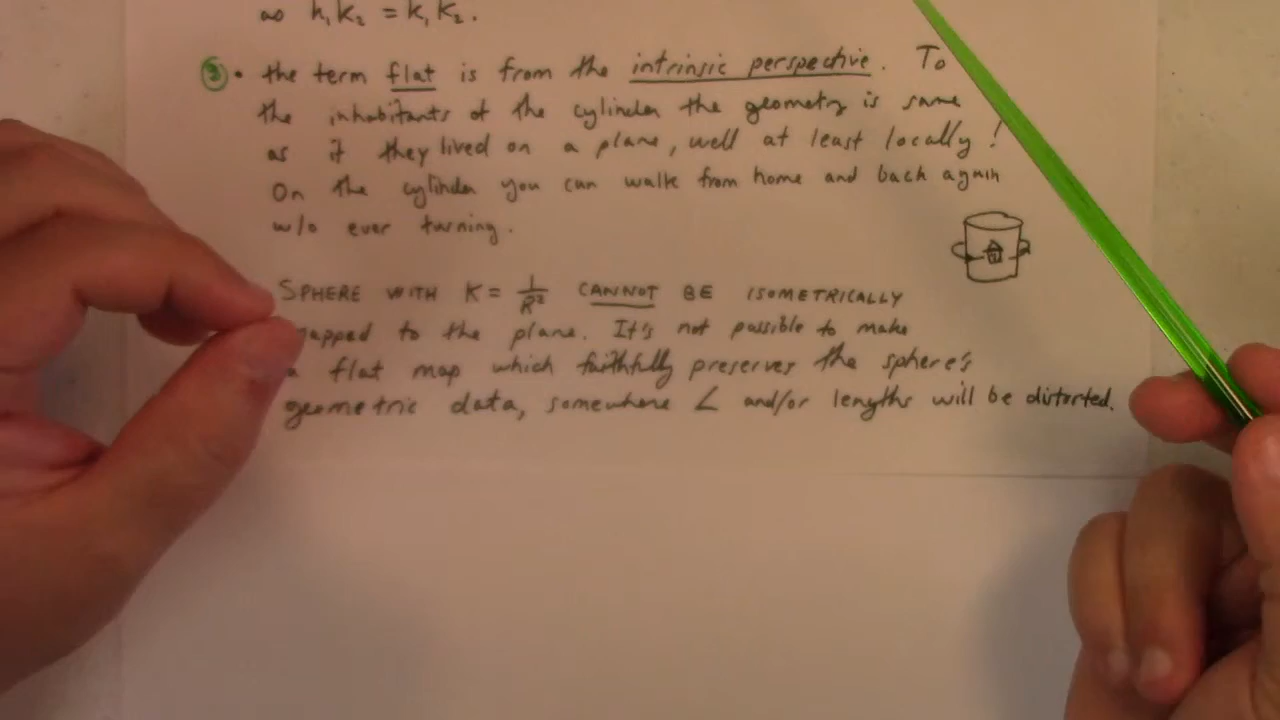 as k₁k₂ = k₁k₂.
② • the term flat is from the intrinsic perspective. To
the inhabitants of the cylinder the geometry is same
as if they lived on a plane, well at least locally!
On the cylinder you can walk from home and back again
w/o ever turning.
SPHERE WITH K = 1/R² CANNOT BE ISOMETRICALLY
mapped to the plane. It's not possible to make
a flat map which faithfully preserves the sphere's
geometric data, somewhere ∠ and/or lengths will be distorted.